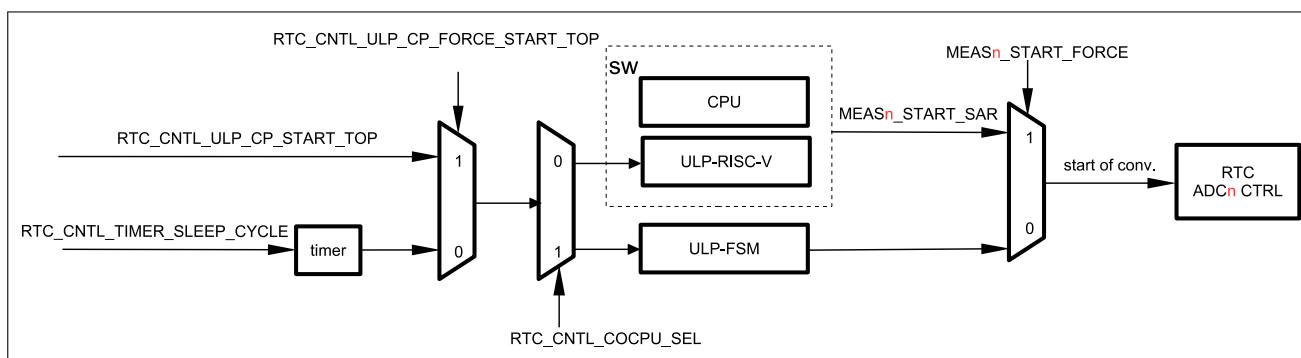 RTC_CNTL_ULP_CP_FORCE_START_TOP
SW
MEASn_START_FORCE
CPU
MEASn_START_SAR
RTC_CNTL_ULP_CP_START_TOP
1
0
ULP-RISC-V
1
start of conv.
RTC
ADCn CTRL
RTC_CNTL_TIMER_SLEEP_CYCLE
timer
0
1
ULP-FSM
0
RTC_CNTL_COCPU_SEL